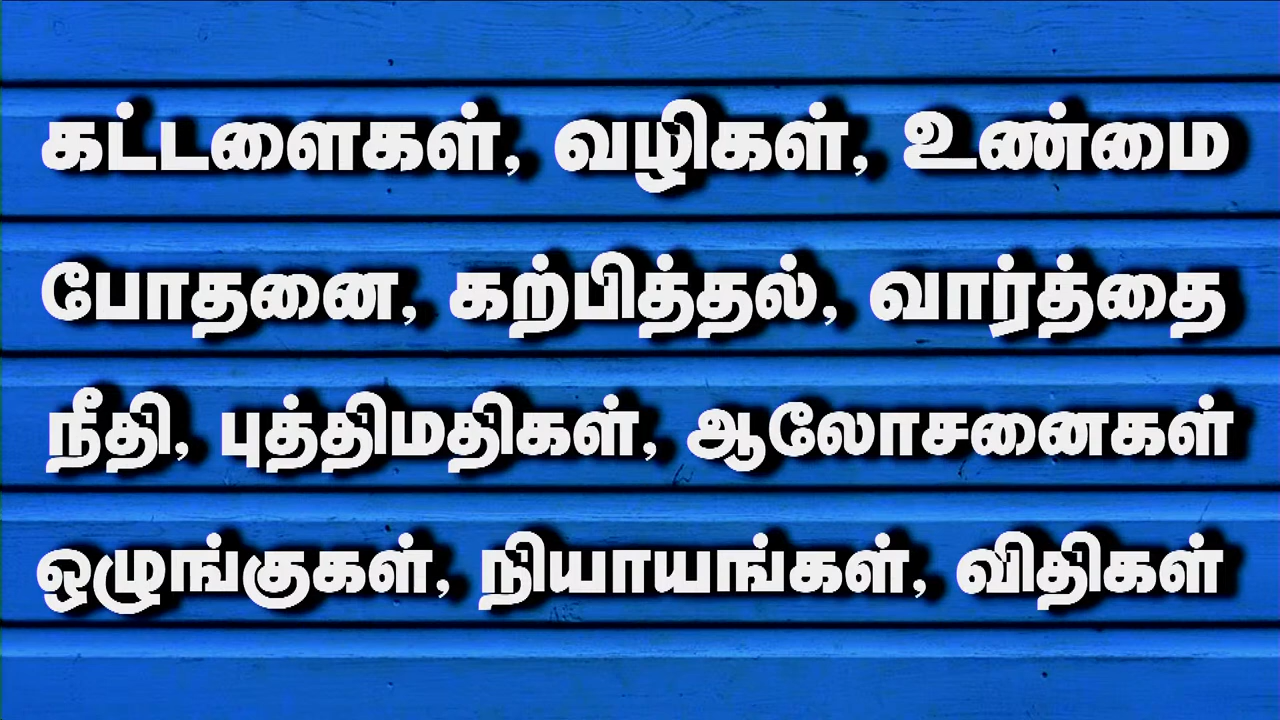 கட்டளைகள், வழிகள், உண்மை
போதனை, கற்பித்தல், வார்த்தை
நீதி, புத்திமதிகள், ஆலோசனைகள்
ஒழுங்குகள், நியாயங்கள், விதிகள்